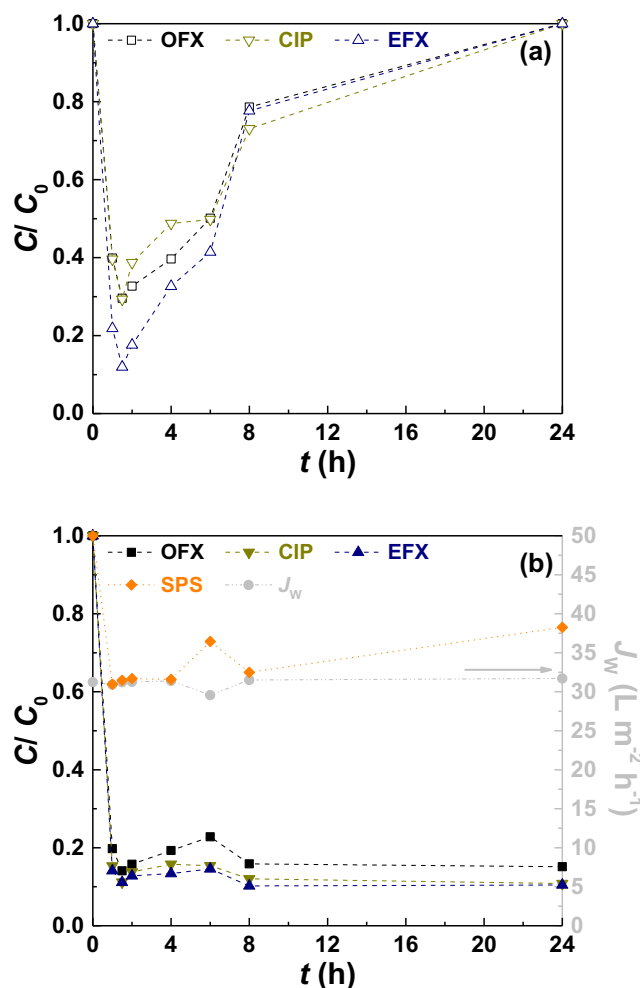 1.0
OFX CIP EFX (a)
0.8
0.6
0.4
0.2
0.0
C/ C₀
0 4 8 12 16 20 24
t (h)
1.0 50
OFX CIP EFX (b)
45
SPS J_W
0.8 40
35
0.6 30
25
0.4 20
15
0.2 10
5
0.0 0
C/ C₀
J_W (L m⁻² h⁻¹)
0 4 8 12 16 20 24
t (h)